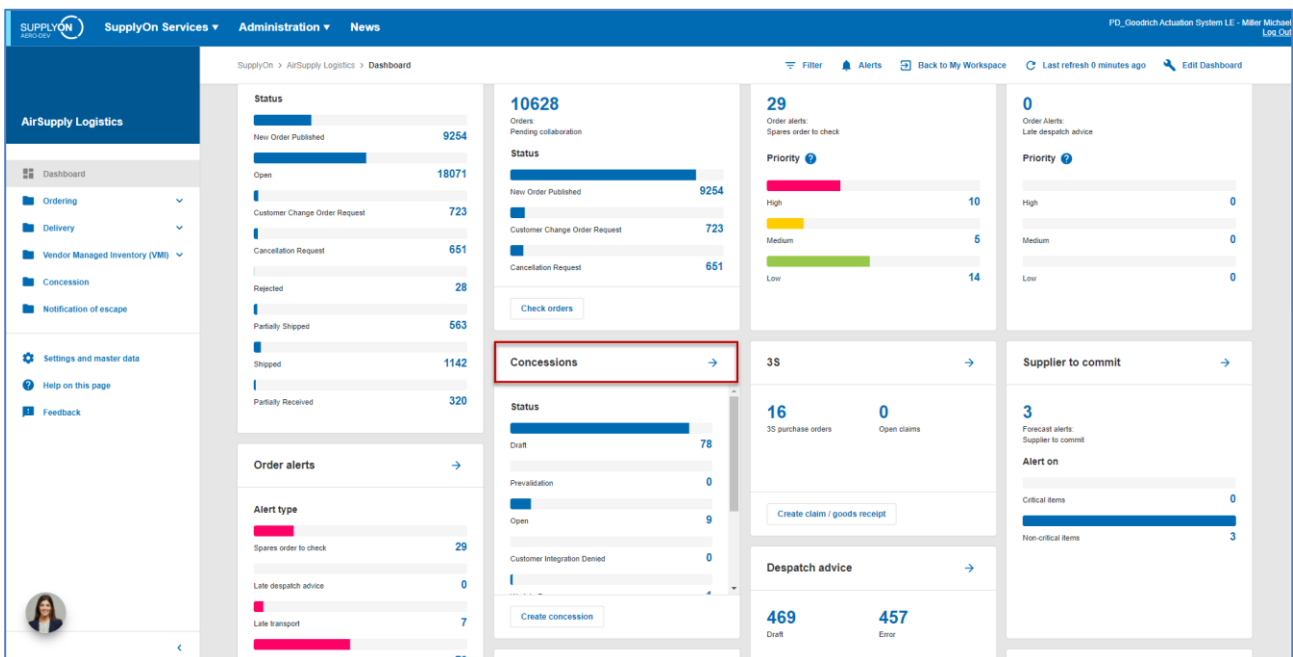 SUPPLYON
AERO-DEV
SupplyOn Services
Administration
News
PD_Goodrich Actuation System LE - Miller Michael
Log Out
AirSupply Logistics
Dashboard
Ordering
Delivery
Vendor Managed Inventory (VMI)
Concession
Notification of escape
Settings and master data
Help on this page
Feedback
SupplyOn > AirSupply Logistics > Dashboard
Filter
Alerts
Back to My Workspace
Last refresh 0 minutes ago
Edit Dashboard
Status
New Order Published 9254
Open 18071
Customer Change Order Request 723
Cancellation Request 651
Rejected 28
Partially Shipped 563
Shipped 1142
Partially Received 320
Order alerts
Alert type
Spares order to check 29
Late despatch advice 0
Late transport 7
10628
Orders:
Pending collaboration
Status
New Order Published 9254
Customer Change Order Request 723
Cancellation Request 651
Check orders
Concessions
Status
Draft 78
Prevalidation 0
Open 9
Customer Integration Denied 0
Create concession
29
Order alerts:
Spares order to check
Priority ?
High 10
Medium 5
Low 14
3S
16
3S purchase orders
0
Open claims
Create claim / goods receipt
Despatch advice
469
Draft
457
Error
0
Order Alerts:
Late despatch advice
Priority ?
High 0
Medium 0
Low 0
Supplier to commit
3
Forecast alerts:
Supplier to commit
Alert on
Critical items 0
Non-critical items 3